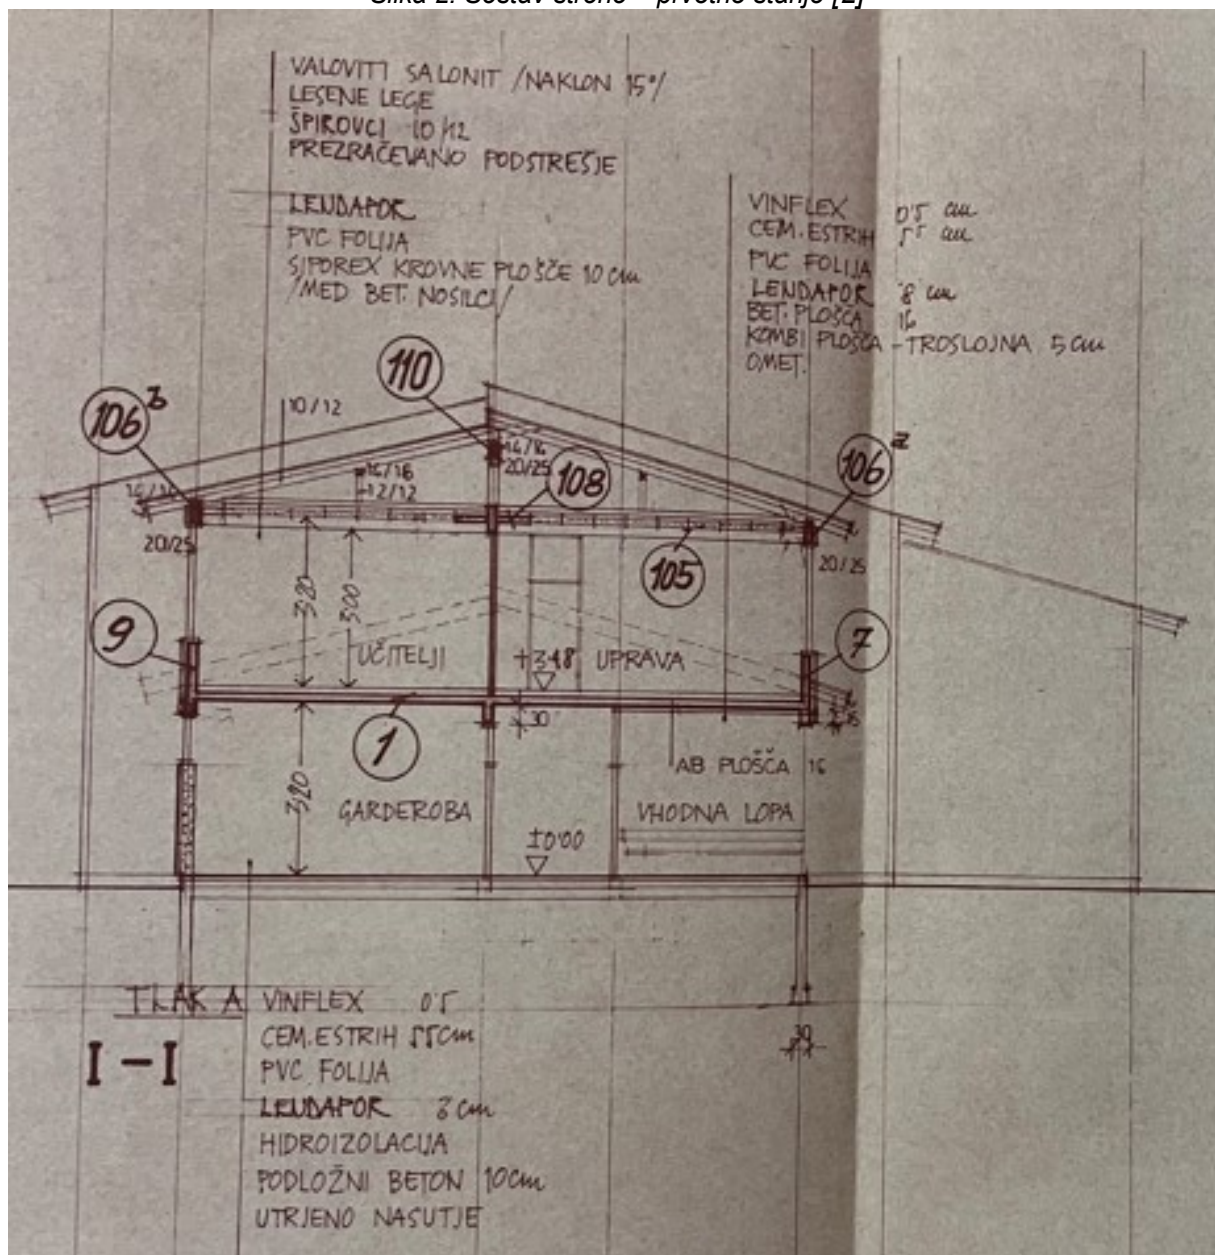 Slika 2: Sestav strehe – prvotno stanje [2]
VALOVITI SALONIT /NAKLON 15°/
LESENE LEGE
ŠPIROVCI 10/12
PREZRAČEVANO PODSTREŠJE
LENDAPOR
PVC FOLIJA
SIPOREX KROVNE PLOŠČE 10 cm
/MED BET. NOSILCI/
VINFLEX 0'5 cm
CEM. ESTRIH 5'5 cm
PVC FOLIJA
LENDAPOR 8 cm
BET. PLOŠČA 16
KOMBI PLOŠČA - TROSLOJNA 5 cm
OMET.
110
106 b
10/12
14/16
20/25
108
106 a
16/16
12/12
20/25
20/25
105
320
300
9
7
UČITELJI
+348
UPRAVA
30
1
AB PLOŠČA 16
320
GARDEROBA
VHODNA LOPA
±0'00
TLAK A
VINFLEX 0'5
CEM. ESTRIH 5'5 cm
I - I
PVC FOLIJA
30
LENDAPOR 3 cm
HIDROIZOLACIJA
PODLOŽNI BETON 10 cm
UTRJENO NASUTJE